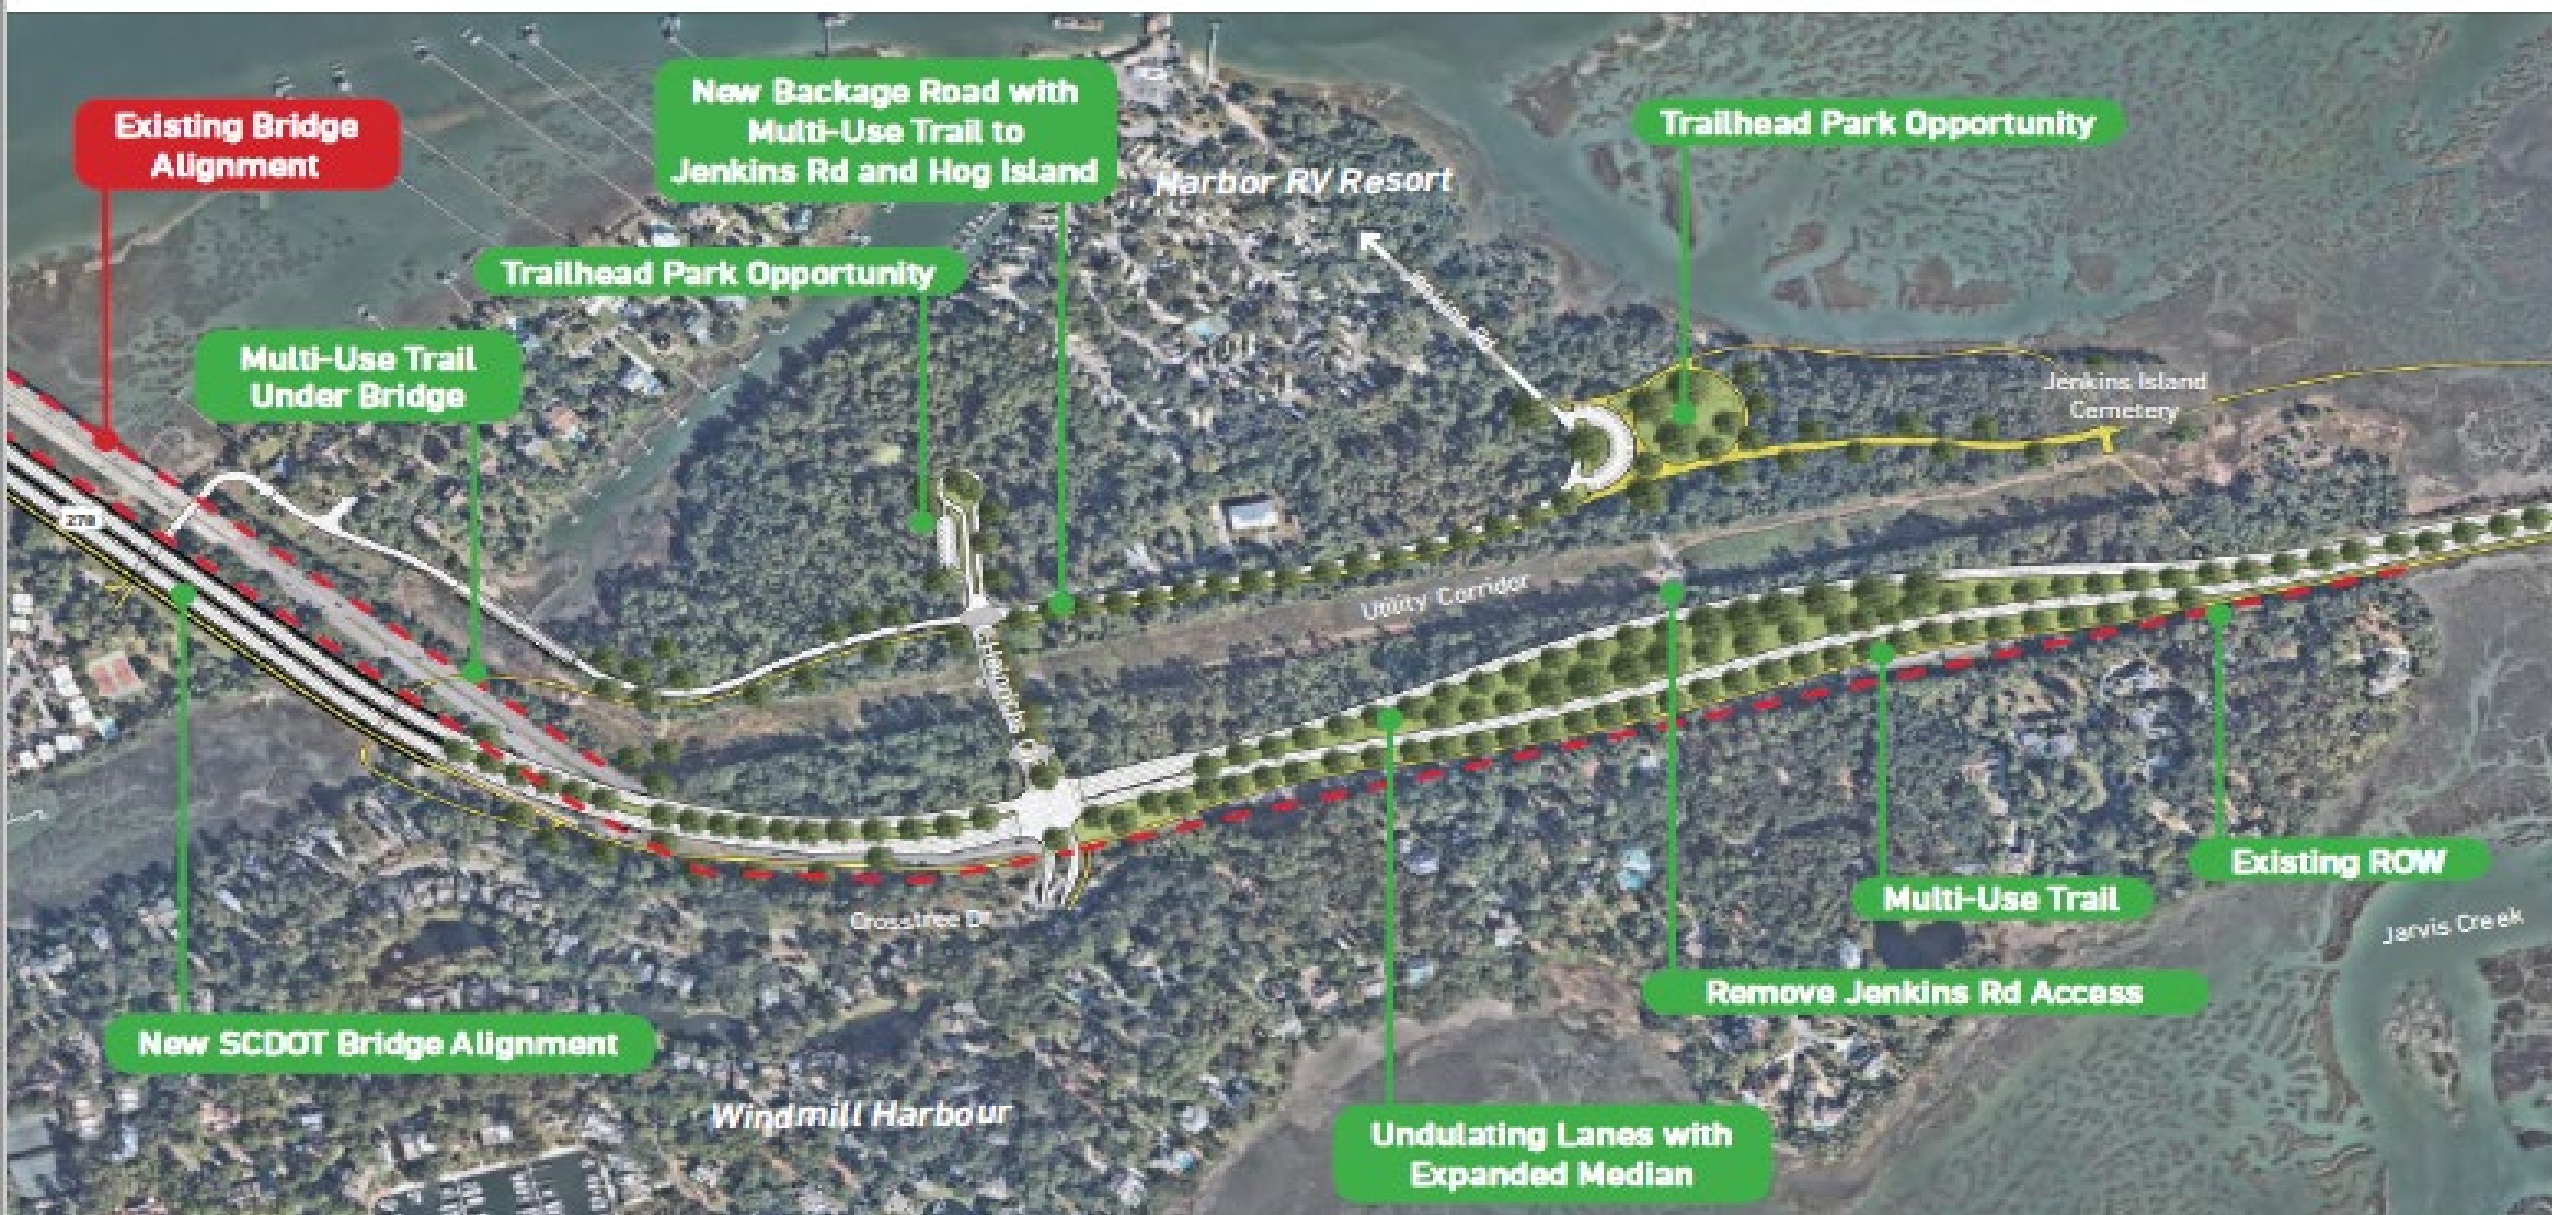 Existing Bridge
Alignment
New Backage Road with
Multi-Use Trail to
Jenkins Rd and Hog Island
Trailhead Park Opportunity
Harbor RV Resort
Trailhead Park Opportunity
Multi-Use Trail
Under Bridge
Jenkins Rd
Jenkins Island
Cemetery
278
Utility Corridor
Crosstree Dr
Existing ROW
Multi-Use Trail
Jarvis Creek
Remove Jenkins Rd Access
New SCDOT Bridge Alignment
Windmill Harbour
Undulating Lanes with
Expanded Median